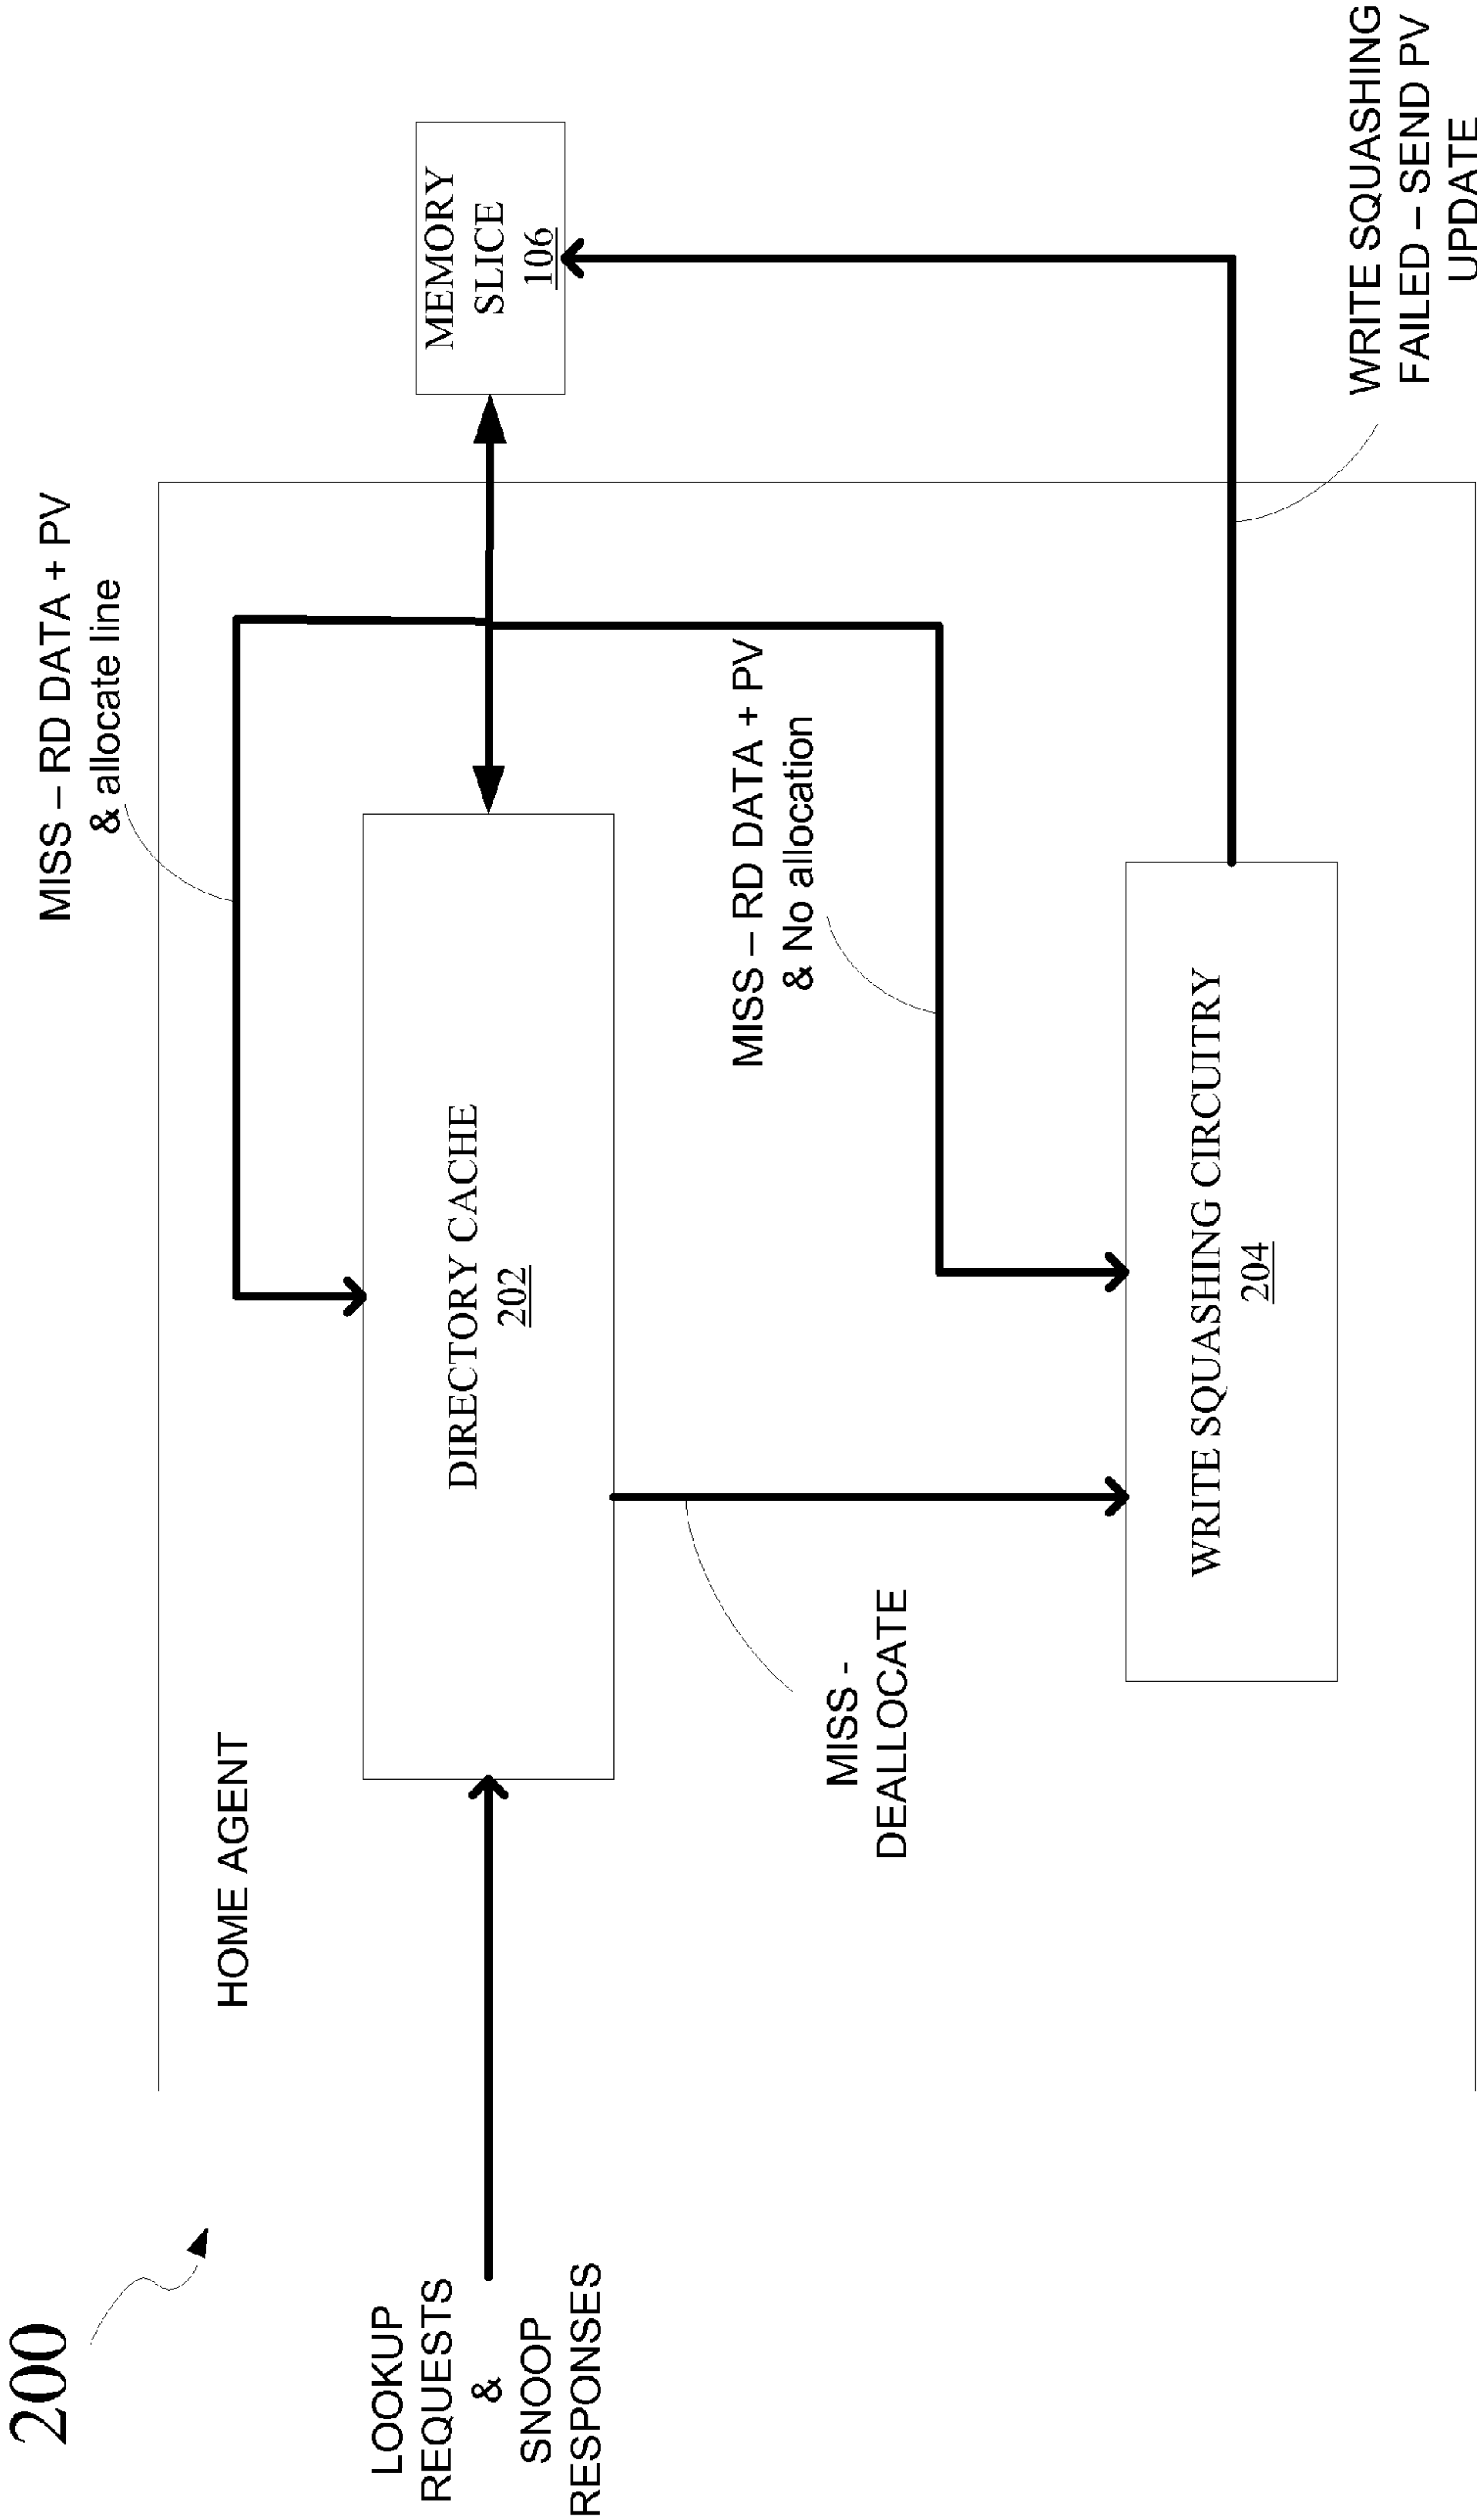 200
HOME AGENT
LOOKUP
REQUESTS
&
SNOOP
RESPONSES
MISS – RD DATA + PV
& allocate line
DIRECTORY CACHE
202
MEMORY
SLICE
106
MISS – RD DATA + PV
& No allocation
MISS -
DEALLOCATE
WRITE SQUASHING CIRCUITRY
204
WRITE SQUASHING
FAILED – SEND PV
UPDATE